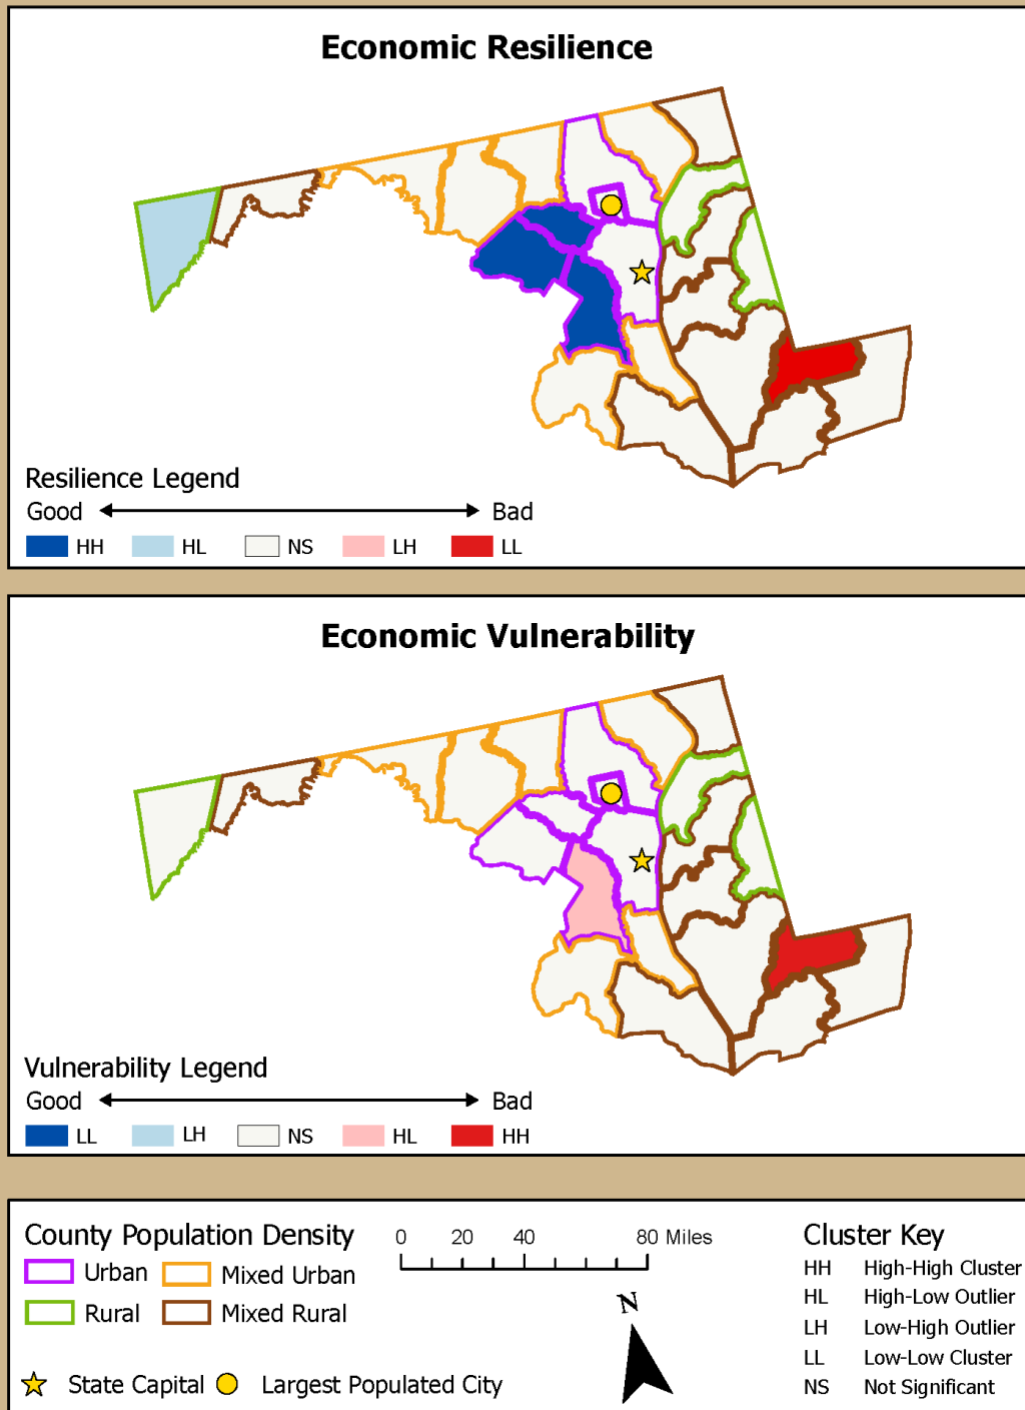 Economic Resilience
Resilience Legend
Good Bad
HH HL NS LH LL
Economic Vulnerability
Vulnerability Legend
Good Bad
LL LH NS HL HH
County Population Density
Urban Mixed Urban
Rural Mixed Rural
State Capital Largest Populated City
0 20 40 80 Miles
N
Cluster Key
HH High-High Cluster
HL High-Low Outlier
LH Low-High Outlier
LL Low-Low Cluster
NS Not Significant